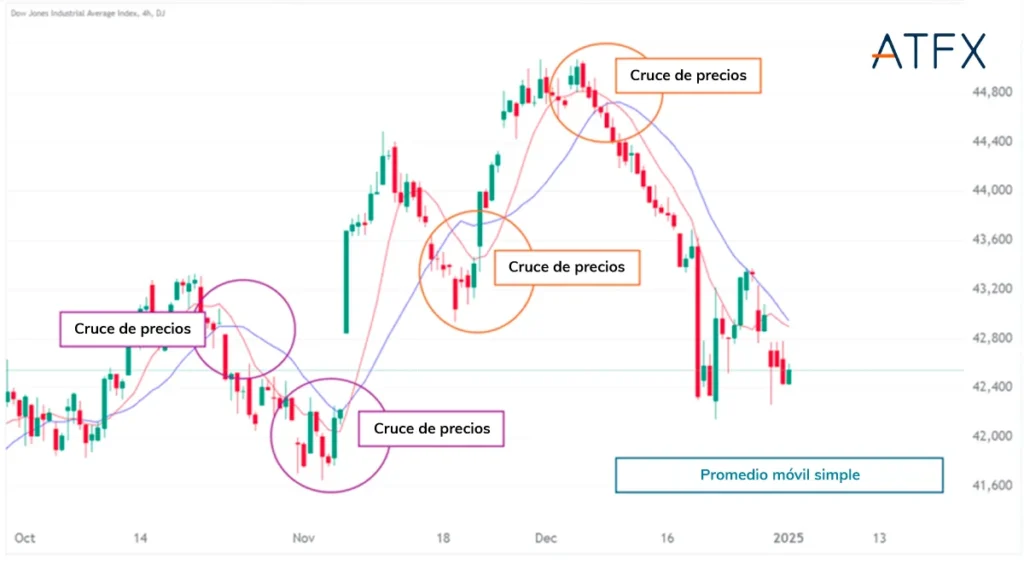 Dow Jones Industrial Average Index, 4h, DJ
ATFX
Cruce de precios
44,800
44,400
44,000
43,600
Cruce de precios
43,200
Cruce de precios
42,800
42,400
Cruce de precios
42,000
Promedio móvil simple
41,600
Oct 14 Nov 18 Dec 16 2025 13